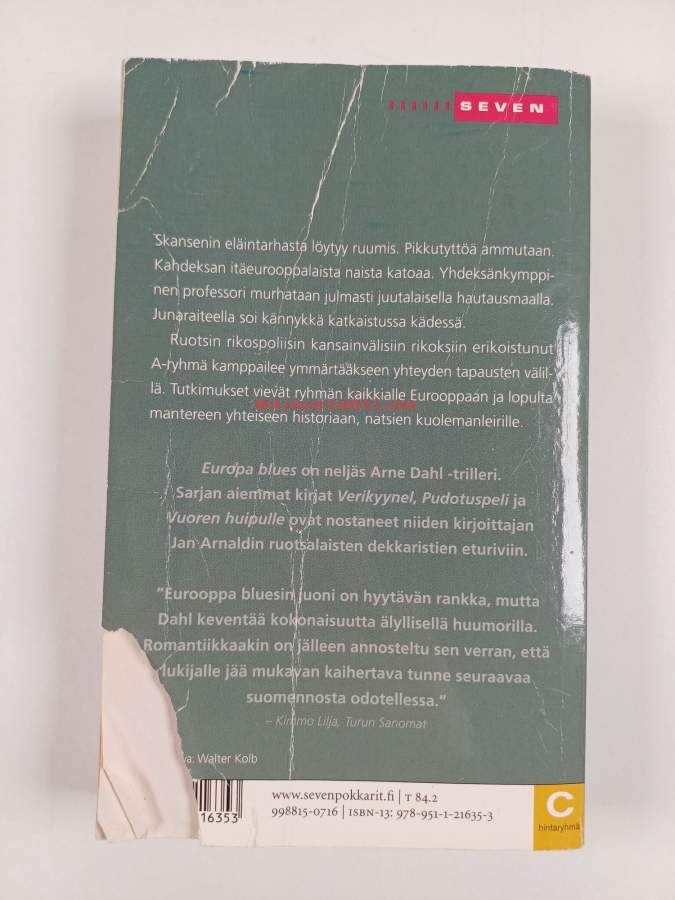 SEVEN
Skansenin eläintarhasta löytyy ruumis. Pikkutyttöä ammutaan.
Kahdeksan itäeurooppalaista naista katoaa. Yhdeksänkymppi-
nen professori murhataan julmasti juutalaisella hautausmaalla.
Junaraiteella soi kännykkä katkaistussa kädessä.
Ruotsin rikospoliisin kansainvälisiin rikoksiin erikoistunut
A-ryhmä kamppailee ymmärtääkseen yhteyden tapausten välil-
lä. Tutkimukset vievät ryhmän kaikkialle Eurooppaan ja lopulta
antikvariaatti.net
mantereen yhteiseen historiaan, natsien kuolemanleirille.
Europa blues on neljäs Arne Dahl -trilleri.
Sarjan aiemmat kirjat Verikyynel, Pudotuspeli ja
Vuoren huipulle ovat nostaneet niiden kirjoittajan
Jan Arnaldin ruotsalaisten dekkaristien eturiviin.
"Eurooppa bluesin juoni on hyytävän rankka, mutta
Dahl keventää kokonaisuutta älyllisellä huumorilla.
Romantiikkaakin on jälleen annosteltu sen verran, että
lukijalle jää mukavan kaihertava tunne seuraavaa
suomennosta odotellessa."
– Kimmo Lilja, Turun Sanomat
va: Walter Kolb
www.sevenpokkarit.fi | T 84.2
16353 998815-0716 | ISBN-13: 978-951-1-21635-3
C
hintaryhmä